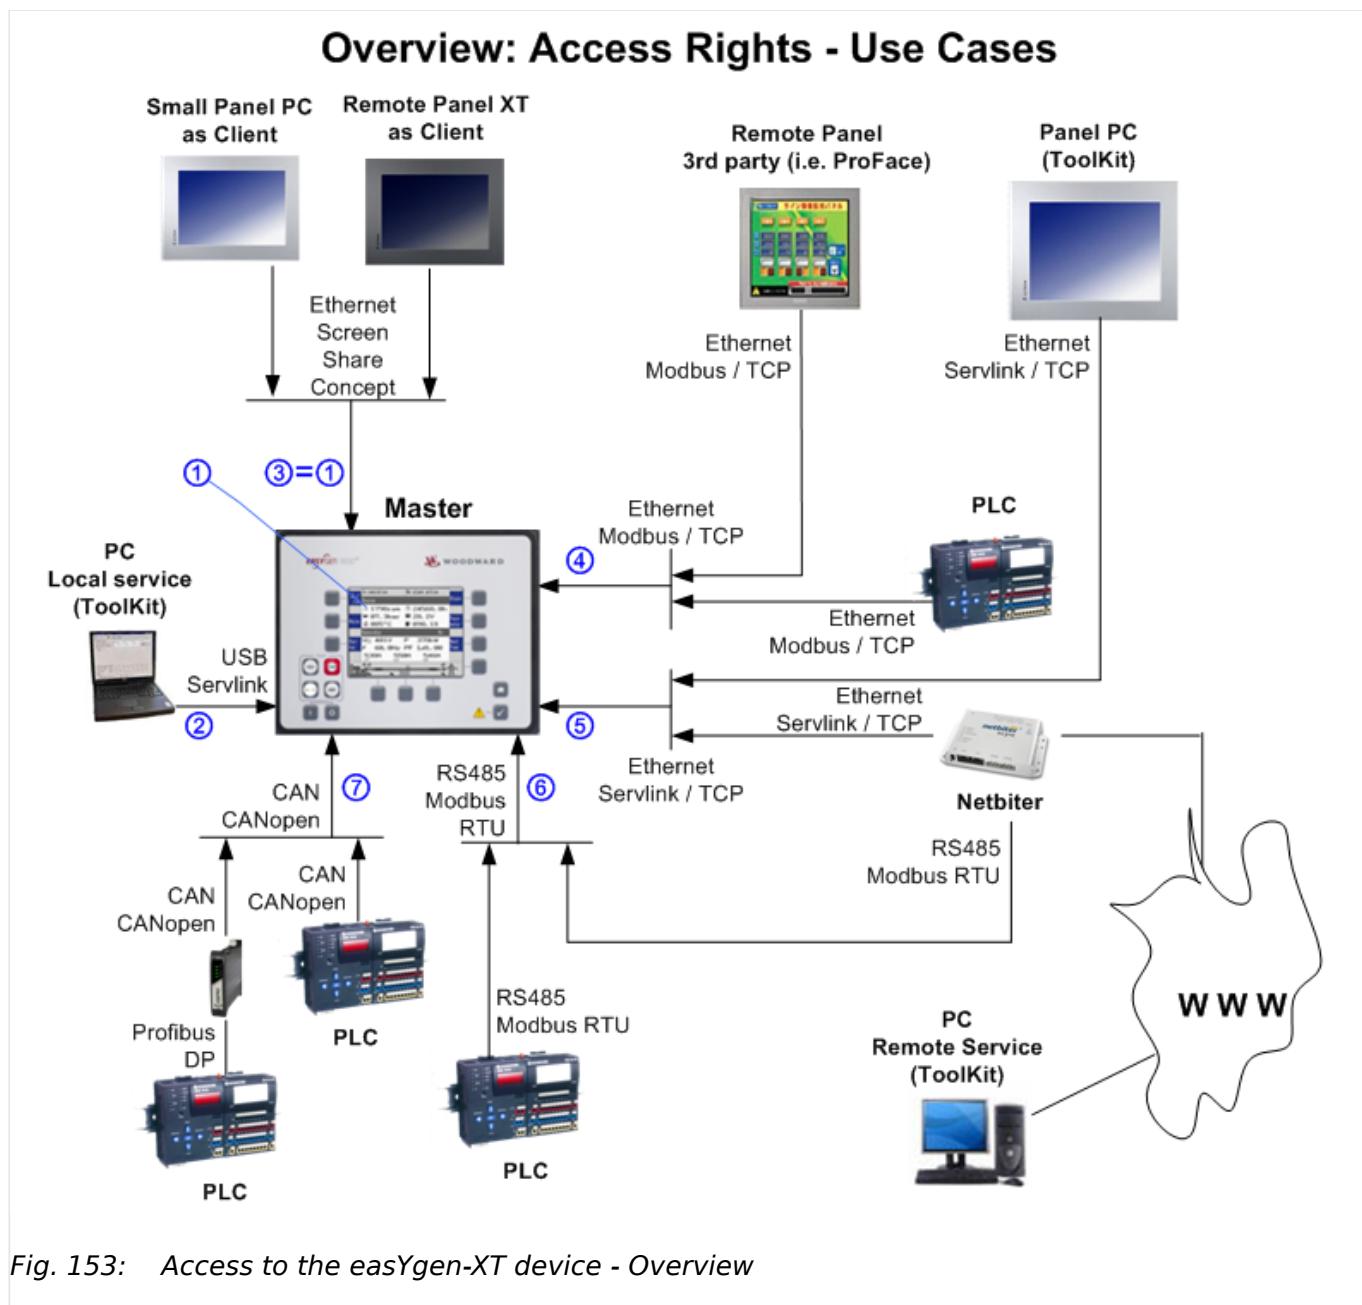 Overview: Access Rights - Use Cases
Small Panel PC
as Client
Remote Panel XT
as Client
Remote Panel
3rd party (i.e. ProFace)
Panel PC
(ToolKit)
Ethernet
Screen
Share
Concept
Ethernet
Modbus / TCP
Ethernet
Servlink / TCP
1
3=1
Master
Ethernet
Modbus / TCP
4
PLC
PC
Local service
(ToolKit)
WOODWARD
Ethernet
Modbus / TCP
USB
Servlink
2
5
Ethernet
Servlink / TCP
netbiter
Ethernet
Servlink / TCP
Netbiter
7
CAN
CANopen
RS485
Modbus
RTU
6
RS485
Modbus RTU
CAN
CANopen
CAN
CANopen
PLC
Profibus
DP
RS485
Modbus RTU
W W W
PC
Remote Service
(ToolKit)
PLC
PLC
Fig. 153: Access to the easYgen-XT device - Overview